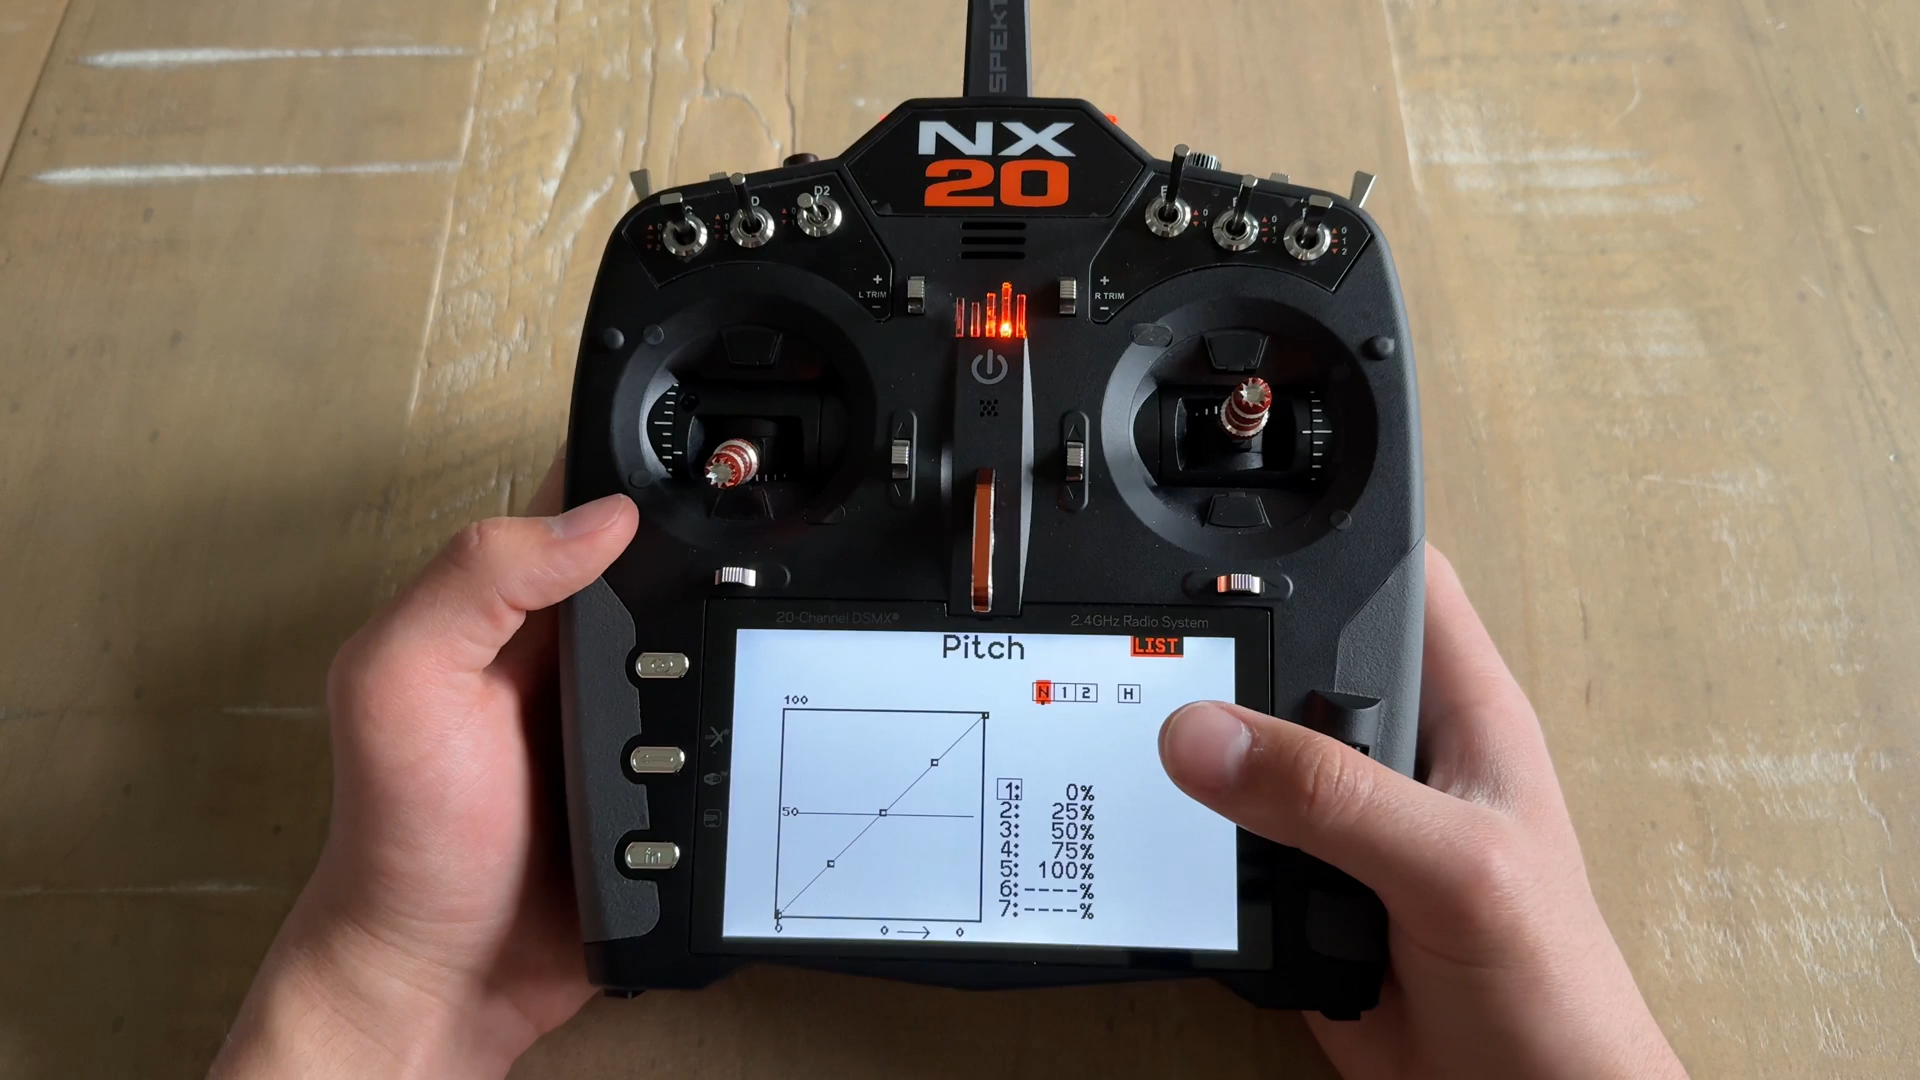 SPEKT
NX
20
D
D2
L TRIM
R TRIM
20-Channel DSMX®
2.4GHz Radio System
Pitch
LIST
N 1 2 H
100
50
0
0 → 0
1: 0%
2: 25%
3: 50%
4: 75%
5: 100%
6: ----%
7: ----%